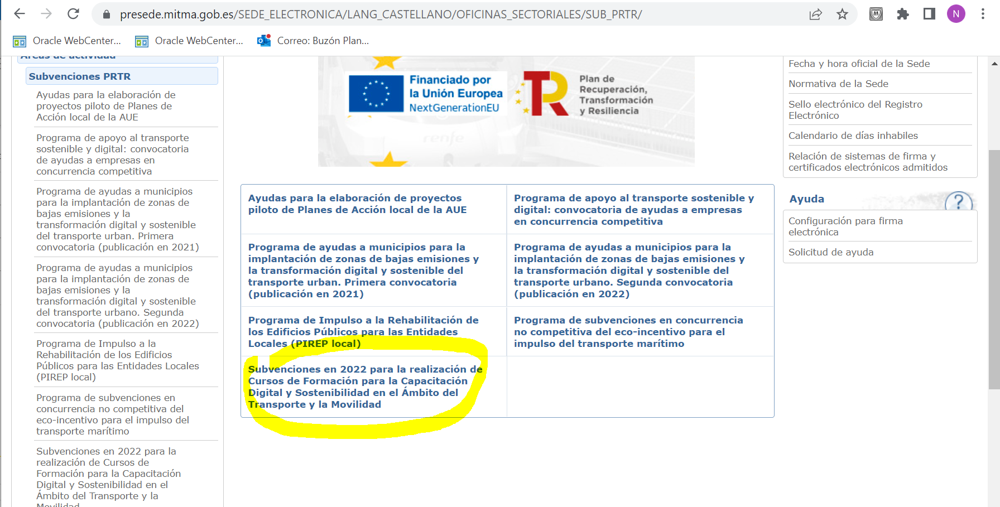 presede.mitma.gob.es/SEDE_ELECTRONICA/LANG_CASTELLANO/OFICINAS_SECTORIALES/SUB_PRTR/
N
Oracle WebCenter...
Oracle WebCenter...
Correo: Buzón Plan...
Áreas de actividad
Subvenciones PRTR
Ayudas para la elaboración de
proyectos piloto de Planes de
Acción local de la AUE
Programa de apoyo al transporte
sostenible y digital: convocatoria
de ayudas a empresas en
concurrencia competitiva
Programa de ayudas a municipios
para la implantación de zonas de
bajas emisiones y la
transformación digital y sostenible
del transporte urban. Primera
convocatoria (publicación en 2021)
Programa de ayudas a municipios
para la implantación de zonas de
bajas emisiones y la
transformación digital y sostenible
del transporte urbano. Segunda
convocatoria (publicación en 2022)
Programa de Impulso a la
Rehabilitación de los Edificios
Públicos para las Entidades Locales
(PIREP local)
Programa de subvenciones en
concurrencia no competitiva del
eco-incentivo para el impulso del
transporte marítimo
Subvenciones en 2022 para la
realización de Cursos de
Formación para la Capacitación
Digital y Sostenibilidad en el
Ámbito del Transporte y la
Movilidad
Financiado por
la Unión Europea
NextGenerationEU
TR
Plan de
Recuperación,
Transformación
y Resiliencia
renfe
Ayudas para la elaboración de proyectos
piloto de Planes de Acción local de la AUE
Programa de apoyo al transporte sostenible y
digital: convocatoria de ayudas a empresas
en concurrencia competitiva
Programa de ayudas a municipios para la
implantación de zonas de bajas emisiones y
la transformación digital y sostenible del
transporte urban. Primera convocatoria
(publicación en 2021)
Programa de ayudas a municipios para la
implantación de zonas de bajas emisiones y
la transformación digital y sostenible del
transporte urbano. Segunda convocatoria
(publicación en 2022)
Programa de Impulso a la Rehabilitación de
los Edificios Públicos para las Entidades
Locales (PIREP local)
Programa de subvenciones en concurrencia
no competitiva del eco-incentivo para el
impulso del transporte marítimo
Subvenciones en 2022 para la realización de
Cursos de Formación para la Capacitación
Digital y Sostenibilidad en el Ámbito del
Transporte y la Movilidad
Fecha y hora oficial de la Sede
Normativa de la Sede
Sello electrónico del Registro
Electrónico
Calendario de días inhabiles
Relación de sistemas de firma y
certificados electrónicos admitidos
Ayuda
?
Configuración para firma
electrónica
Solicitud de ayuda